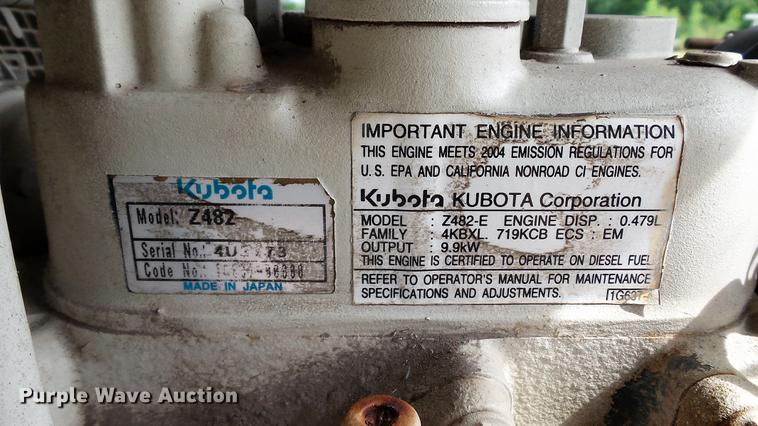 Kubota
Model: Z482
Serial No.:
Code No.:
MADE IN JAPAN
IMPORTANT ENGINE INFORMATION
THIS ENGINE MEETS 2004 EMISSION REGULATIONS FOR
U.S. EPA AND CALIFORNIA NONROAD CI ENGINES.
Kubota KUBOTA Corporation
MODEL : Z482-E ENGINE DISP. : 0.479L
FAMILY : 4KBXL. 719KCB ECS : EM
OUTPUT : 9.9kW
THIS ENGINE IS CERTIFIED TO OPERATE ON DIESEL FUEL
REFER TO OPERATOR'S MANUAL FOR MAINTENANCE
SPECIFICATIONS AND ADJUSTMENTS.
Purple Wave Auction